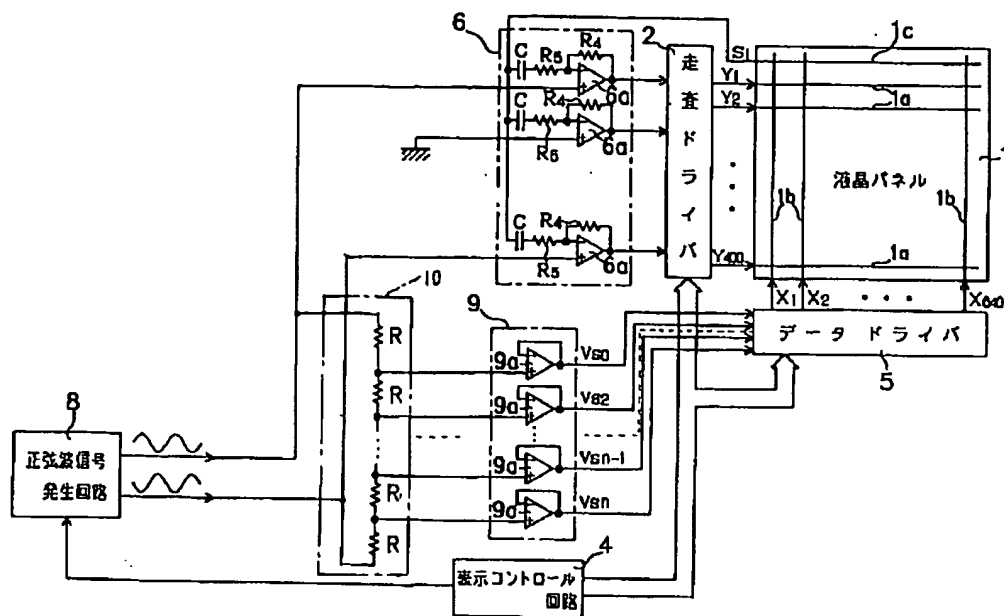 6
C
R5
R4
6a
R4
C
R5
6a
C
R5
R4
6a
2
走査ドライバ
S1
1c
Y1
1a
Y2
液晶パネル
1b
1b
Y400
1a
X1
X2
X640
データドライバ
5
10
R
R
R
R
9
9a
VS0
9a
VS2
9a
VSn-1
9a
VSn
8
正弦波信号
発生回路
4
表示コントロール
回路